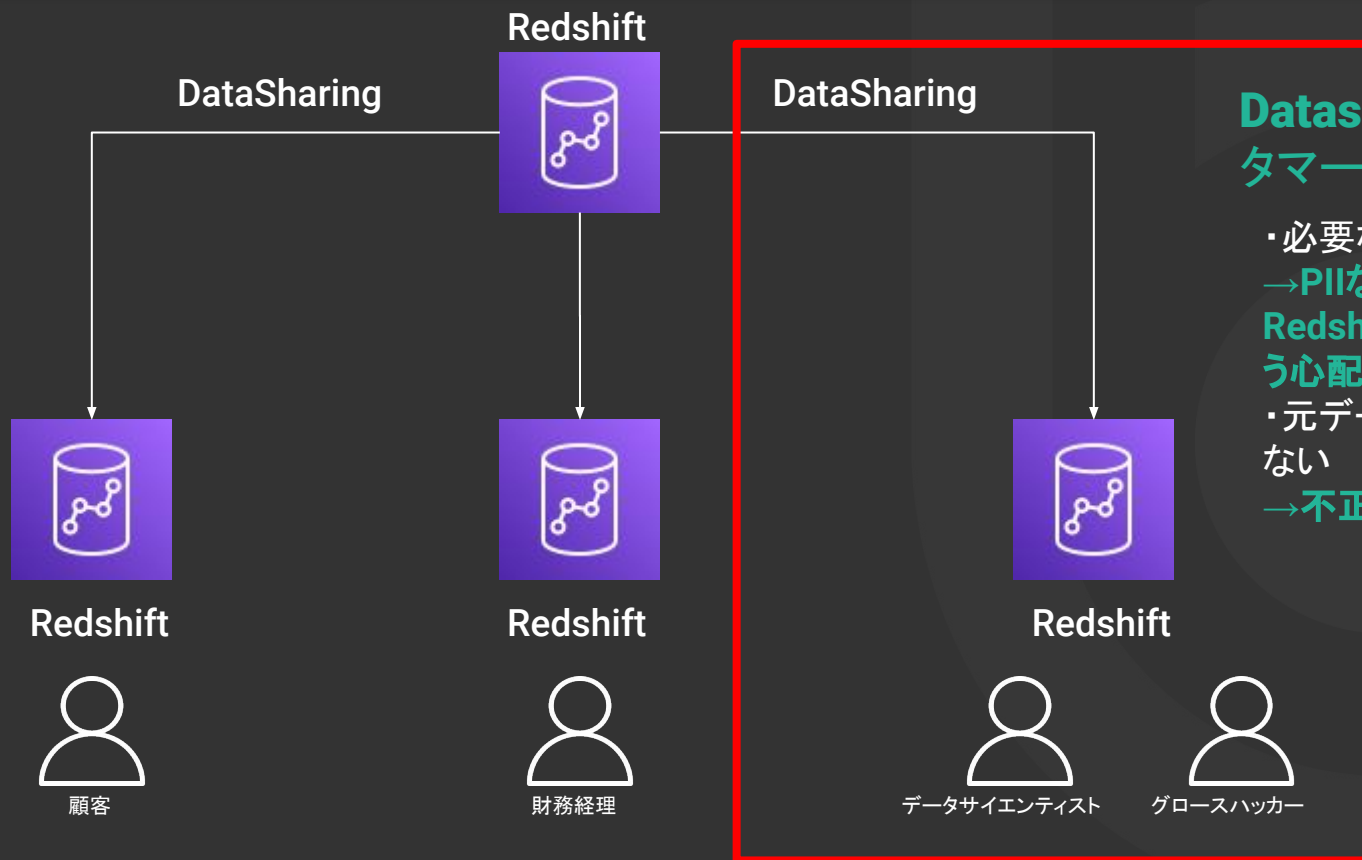 Redshift
DataSharing
DataSharing
Datas
タマー
・必要な
→PIIな
Redsh
う心配
・元デー
ない
→不正
Redshift
Redshift
Redshift
顧客
財務経理
データサイエンティスト
グロースハッカー